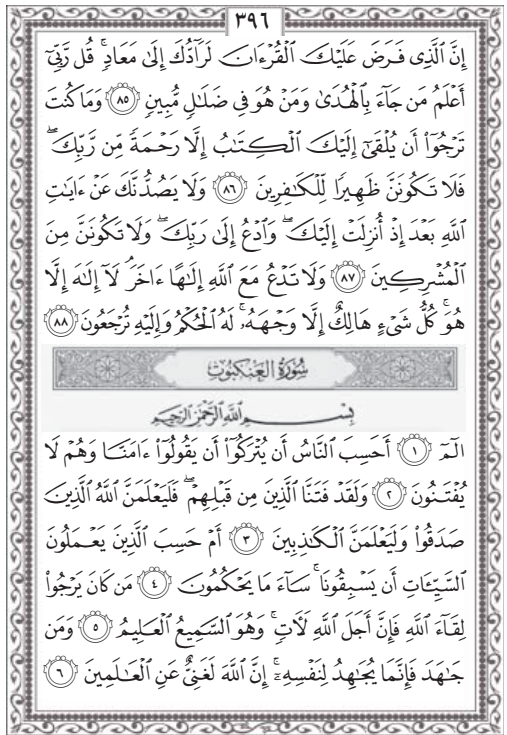 ٣٩٦
إِنَّ ٱلَّذِى فَرَضَ عَلَيْكَ ٱلْقُرْءَانَ لَرَآدُّكَ إِلَىٰ مَعَادٍ ۚ قُل رَّبِّىٓ
أَعْلَمُ مَن جَآءَ بِٱلْهُدَىٰ وَمَنْ هُوَ فِى ضَلَـٰلٍ مُّبِينٍ ٨٥ وَمَا كُنتَ
تَرْجُوٓا۟ أَن يُلْقَىٰٓ إِلَيْكَ ٱلْكِتَـٰبُ إِلَّا رَحْمَةً مِّن رَّبِّكَ ۖ
فَلَا تَكُونَنَّ ظَهِيرًا لِّلْكَـٰفِرِينَ ٨٦ وَلَا يَصُدُّنَّكَ عَنْ ءَايَـٰتِ
ٱللَّهِ بَعْدَ إِذْ أُنزِلَتْ إِلَيْكَ ۖ وَٱدْعُ إِلَىٰ رَبِّكَ ۖ وَلَا تَكُونَنَّ مِنَ
ٱلْمُشْرِكِينَ ٨٧ وَلَا تَدْعُ مَعَ ٱللَّهِ إِلَـٰهًا ءَاخَرَ ۘ لَآ إِلَـٰهَ إِلَّا
هُوَ ۚ كُلُّ شَىْءٍ هَالِكٌ إِلَّا وَجْهَهُۥ ۚ لَهُ ٱلْحُكْمُ وَإِلَيْهِ تُرْجَعُونَ ٨٨
سُورَةُ العَنكَبُوتِ
بِسْمِ ٱللَّهِ ٱلرَّحْمَـٰنِ ٱلرَّحِيمِ
الٓمٓ ١ أَحَسِبَ ٱلنَّاسُ أَن يُتْرَكُوٓا۟ أَن يَقُولُوٓا۟ ءَامَنَّا وَهُمْ لَا
يُفْتَنُونَ ٢ وَلَقَدْ فَتَنَّا ٱلَّذِينَ مِن قَبْلِهِمْ ۖ فَلَيَعْلَمَنَّ ٱللَّهُ ٱلَّذِينَ
صَدَقُوا۟ وَلَيَعْلَمَنَّ ٱلْكَـٰذِبِينَ ٣ أَمْ حَسِبَ ٱلَّذِينَ يَعْمَلُونَ
ٱلسَّيِّـَٔاتِ أَن يَسْبِقُونَا ۚ سَآءَ مَا يَحْكُمُونَ ٤ مَن كَانَ يَرْجُوا۟
لِقَآءَ ٱللَّهِ فَإِنَّ أَجَلَ ٱللَّهِ لَـَٔاتٍ ۚ وَهُوَ ٱلسَّمِيعُ ٱلْعَلِيمُ ٥ وَمَن
جَـٰهَدَ فَإِنَّمَا يُجَـٰهِدُ لِنَفْسِهِۦٓ ۚ إِنَّ ٱللَّهَ لَغَنِىٌّ عَنِ ٱلْعَـٰلَمِينَ ٦